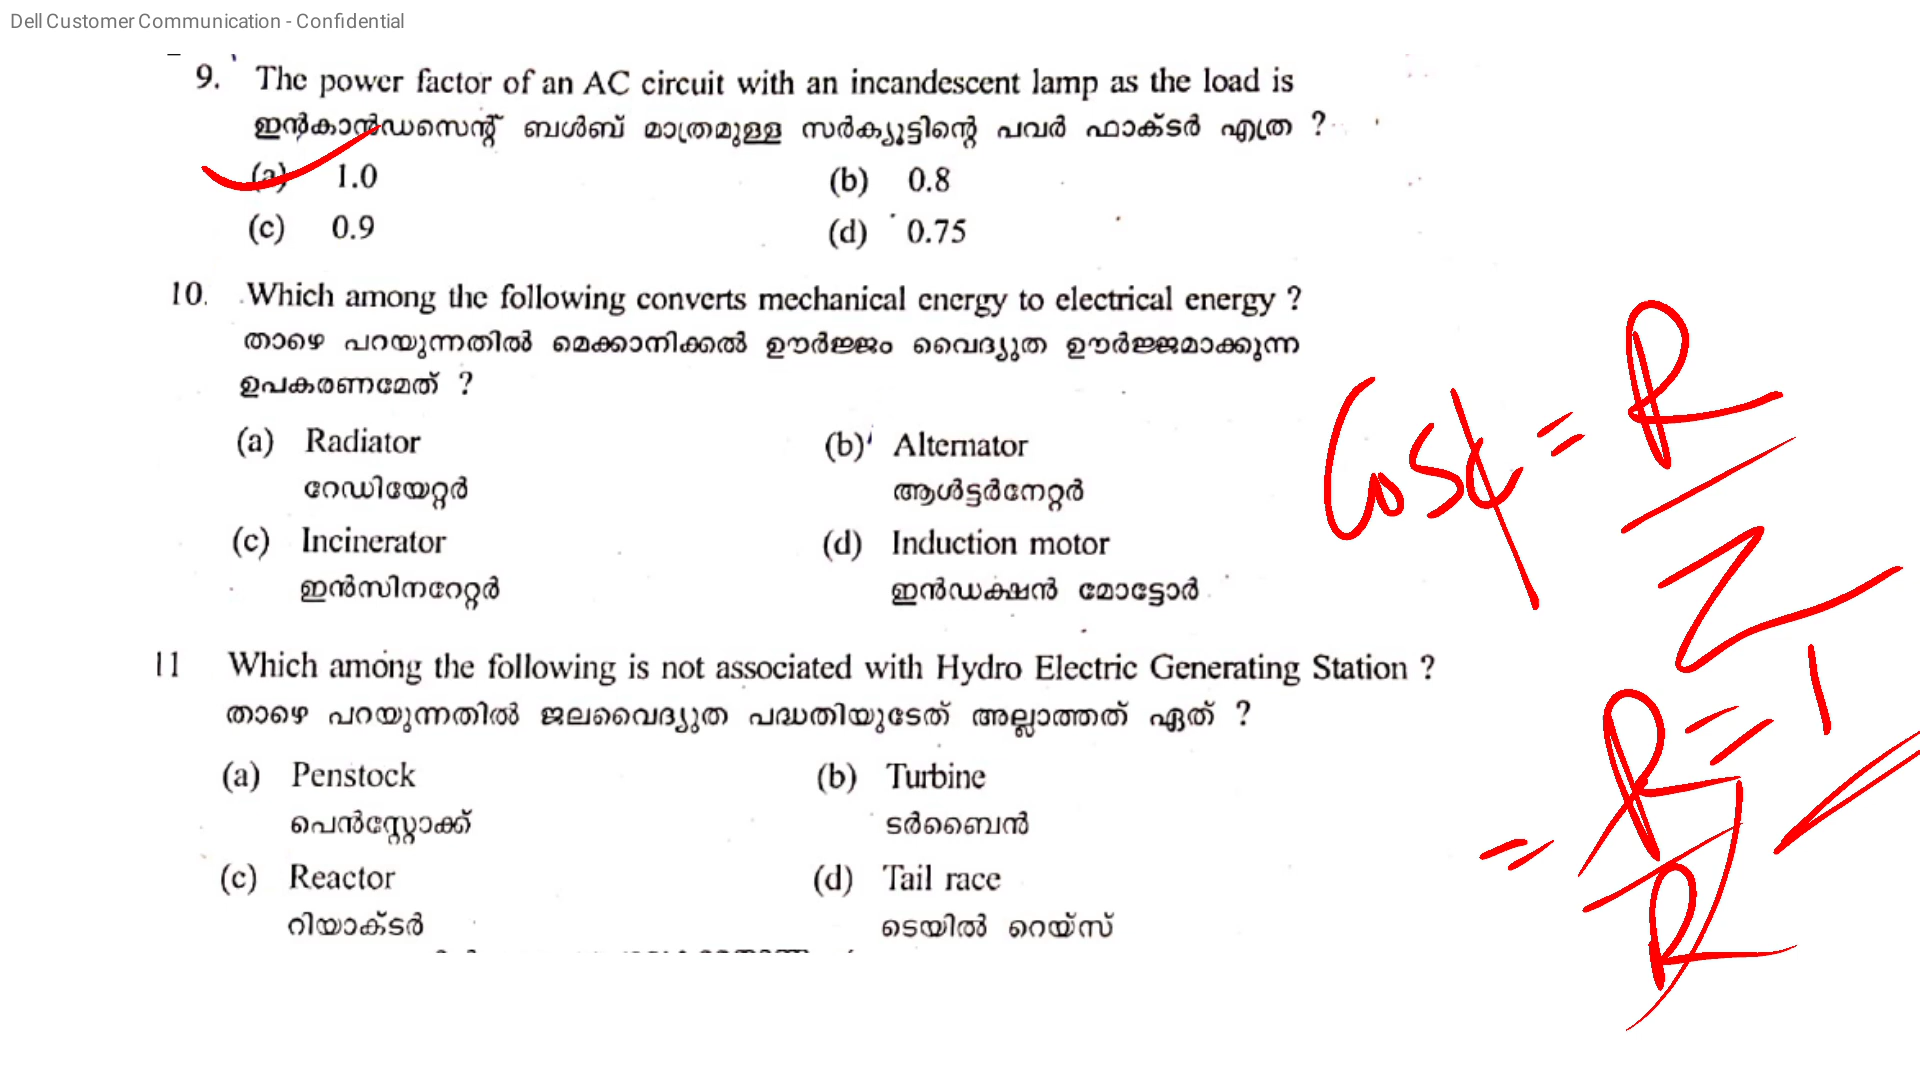 Dell Customer Communication - Confidential
9. The power factor of an AC circuit with an incandescent lamp as the load is
ഇൻകാൻഡസെന്റ് ബൾബ് മാത്രമുള്ള സർക്യൂട്ടിന്റെ പവർ ഫാക്ടർ എത്ര ?
(a) 1.0 (b) 0.8
(c) 0.9 (d) 0.75
10. Which among the following converts mechanical energy to electrical energy ?
താഴെ പറയുന്നതിൽ മെക്കാനിക്കൽ ഊർജ്ജം വൈദ്യുത ഊർജ്ജമാക്കുന്ന
ഉപകരണമേത് ?
(a) Radiator (b) Alternator
റേഡിയേറ്റർ ആൾട്ടർനേറ്റർ
(c) Incinerator (d) Induction motor
ഇൻസിനറേറ്റർ ഇൻഡക്ഷൻ മോട്ടോർ
11 Which among the following is not associated with Hydro Electric Generating Station ?
താഴെ പറയുന്നതിൽ ജലവൈദ്യുത പദ്ധതിയുടേത് അല്ലാത്തത് ഏത് ?
(a) Penstock (b) Turbine
പെൻസ്റ്റോക്ക് ടർബൈൻ
(c) Reactor (d) Tail race
റിയാക്ടർ ടെയിൽ റെയ്സ്
Cosϕ = R
Z
= R = 1
R